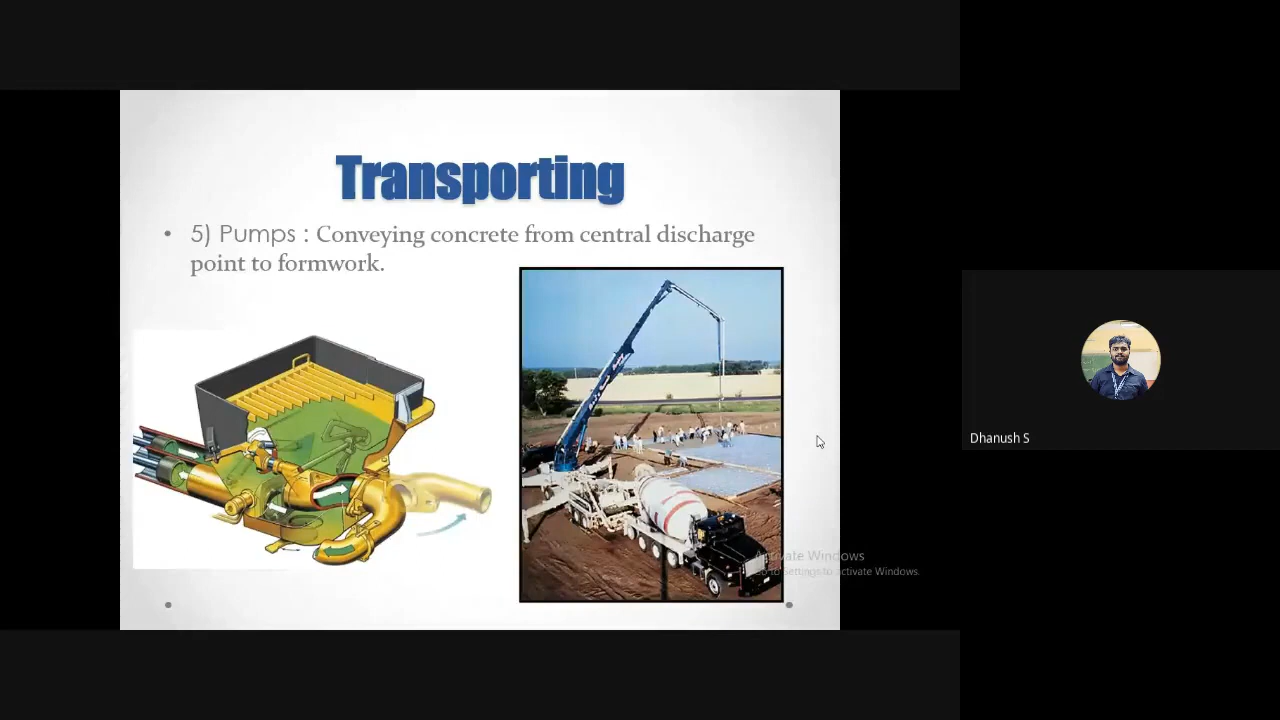 Transporting
• 5) Pumps : Conveying concrete from central discharge
point to formwork.
Dhanush S
Activate Windows
Go to Settings to activate Windows.